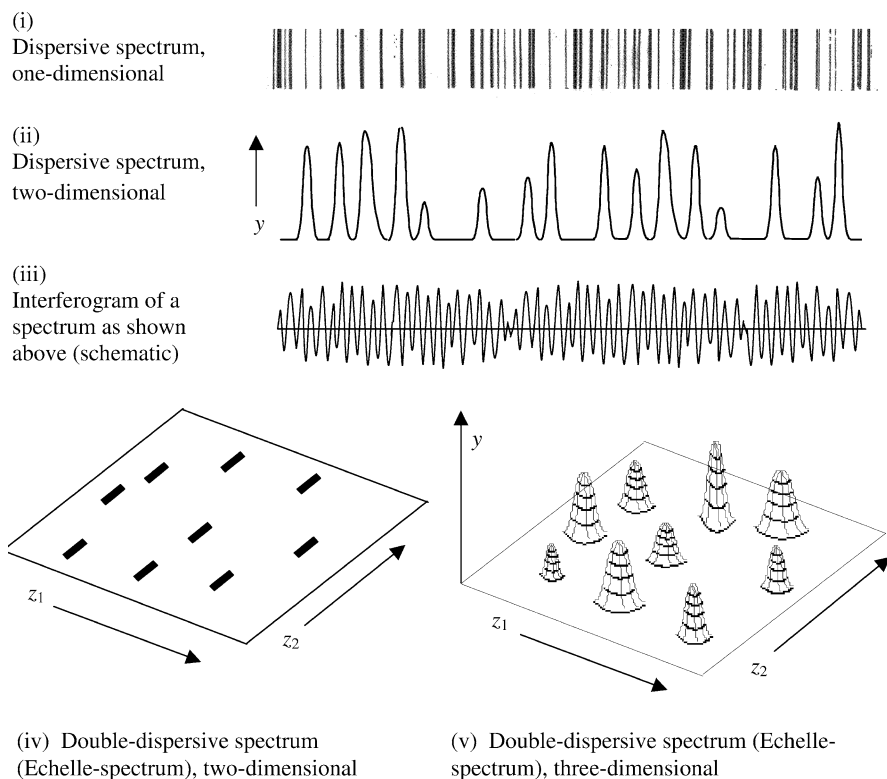 (i)
Dispersive spectrum,
one-dimensional
(ii)
Dispersive spectrum,
two-dimensional
y
(iii)
Interferogram of a
spectrum as shown
above (schematic)
y
z1
z2
z1
z2
(iv) Double-dispersive spectrum
(Echelle-spectrum), two-dimensional
(v) Double-dispersive spectrum (Echelle-
spectrum), three-dimensional